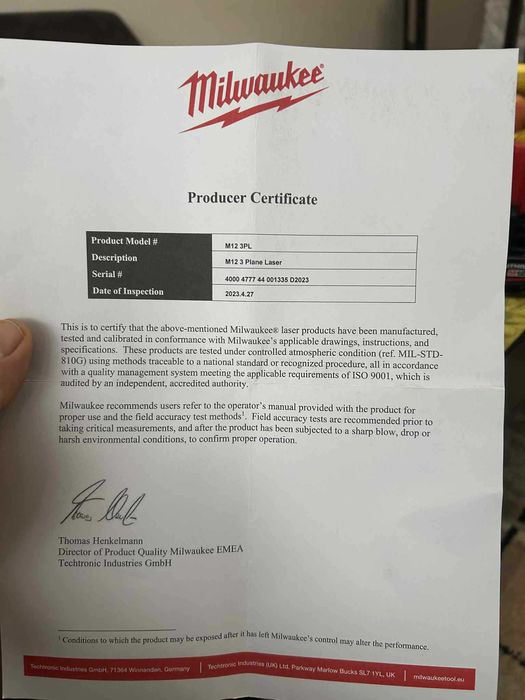 Milwaukee®
Producer Certificate
Product Model # M12 3PL
Description M12 3 Plane Laser
Serial # 4000 4777 44 001335 D2023
Date of Inspection 2023.4.27
This is to certify that the above-mentioned Milwaukee® laser products have been manufactured,
tested and calibrated in conformance with Milwaukee's applicable drawings, instructions, and
specifications. These products are tested under controlled atmospheric condition (ref. MIL-STD-
810G) using methods traceable to a national standard or recognized procedure, all in accordance
with a quality management system meeting the applicable requirements of ISO 9001, which is
audited by an independent, accredited authority.
Milwaukee recommends users refer to the operator's manual provided with the product for
proper use and the field accuracy test methods¹. Field accuracy tests are recommended prior to
taking critical measurements, and after the product has been subjected to a sharp blow, drop or
harsh environmental conditions, to confirm proper operation.
Thomas Henkelmann
Director of Product Quality Milwaukee EMEA
Techtronic Industries GmbH
¹ Conditions to which the product may be exposed after it has left Milwaukee's control may alter the performance.
Techtronic Industries GmbH, 71364 Winnenden, Germany | Techtronic Industries (UK) Ltd, Parkway Marlow Bucks SL7 1YL, UK | milwaukeetool.eu